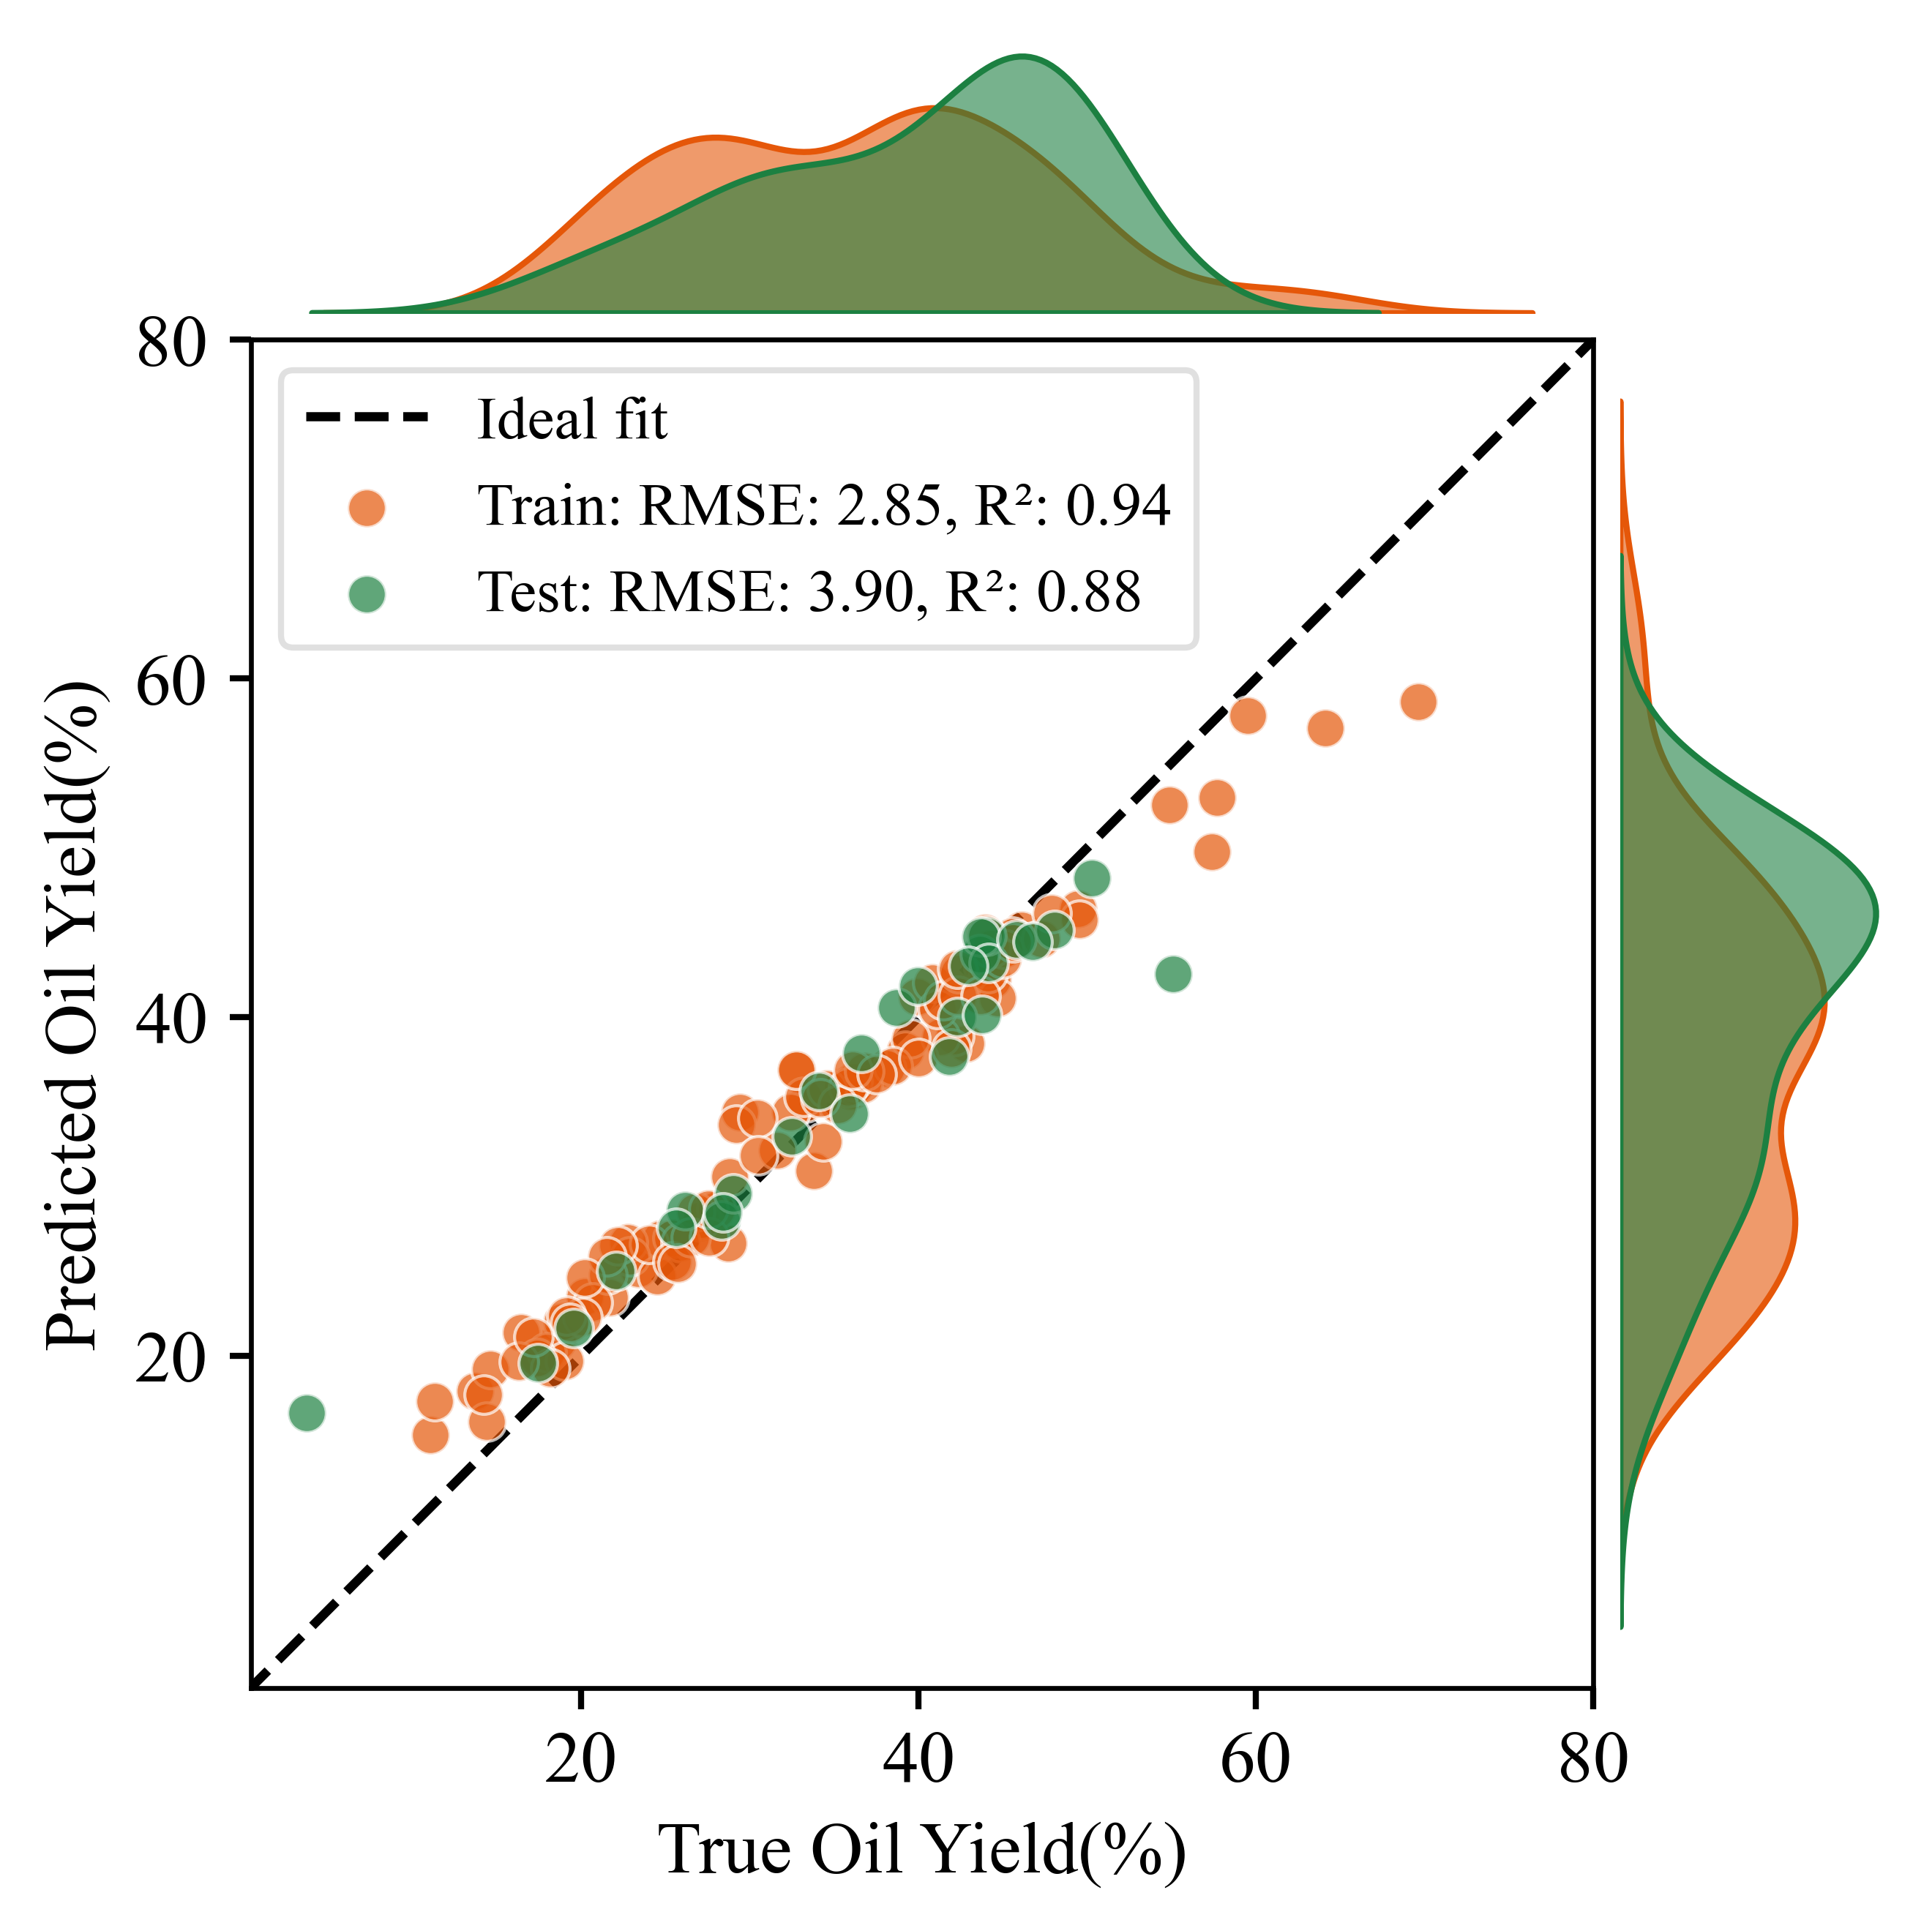 80
60
40
20
Predicted Oil Yield(%)
Ideal fit
Train: RMSE: 2.85, R²: 0.94
Test: RMSE: 3.90, R²: 0.88
20 40 60 80
True Oil Yield(%)